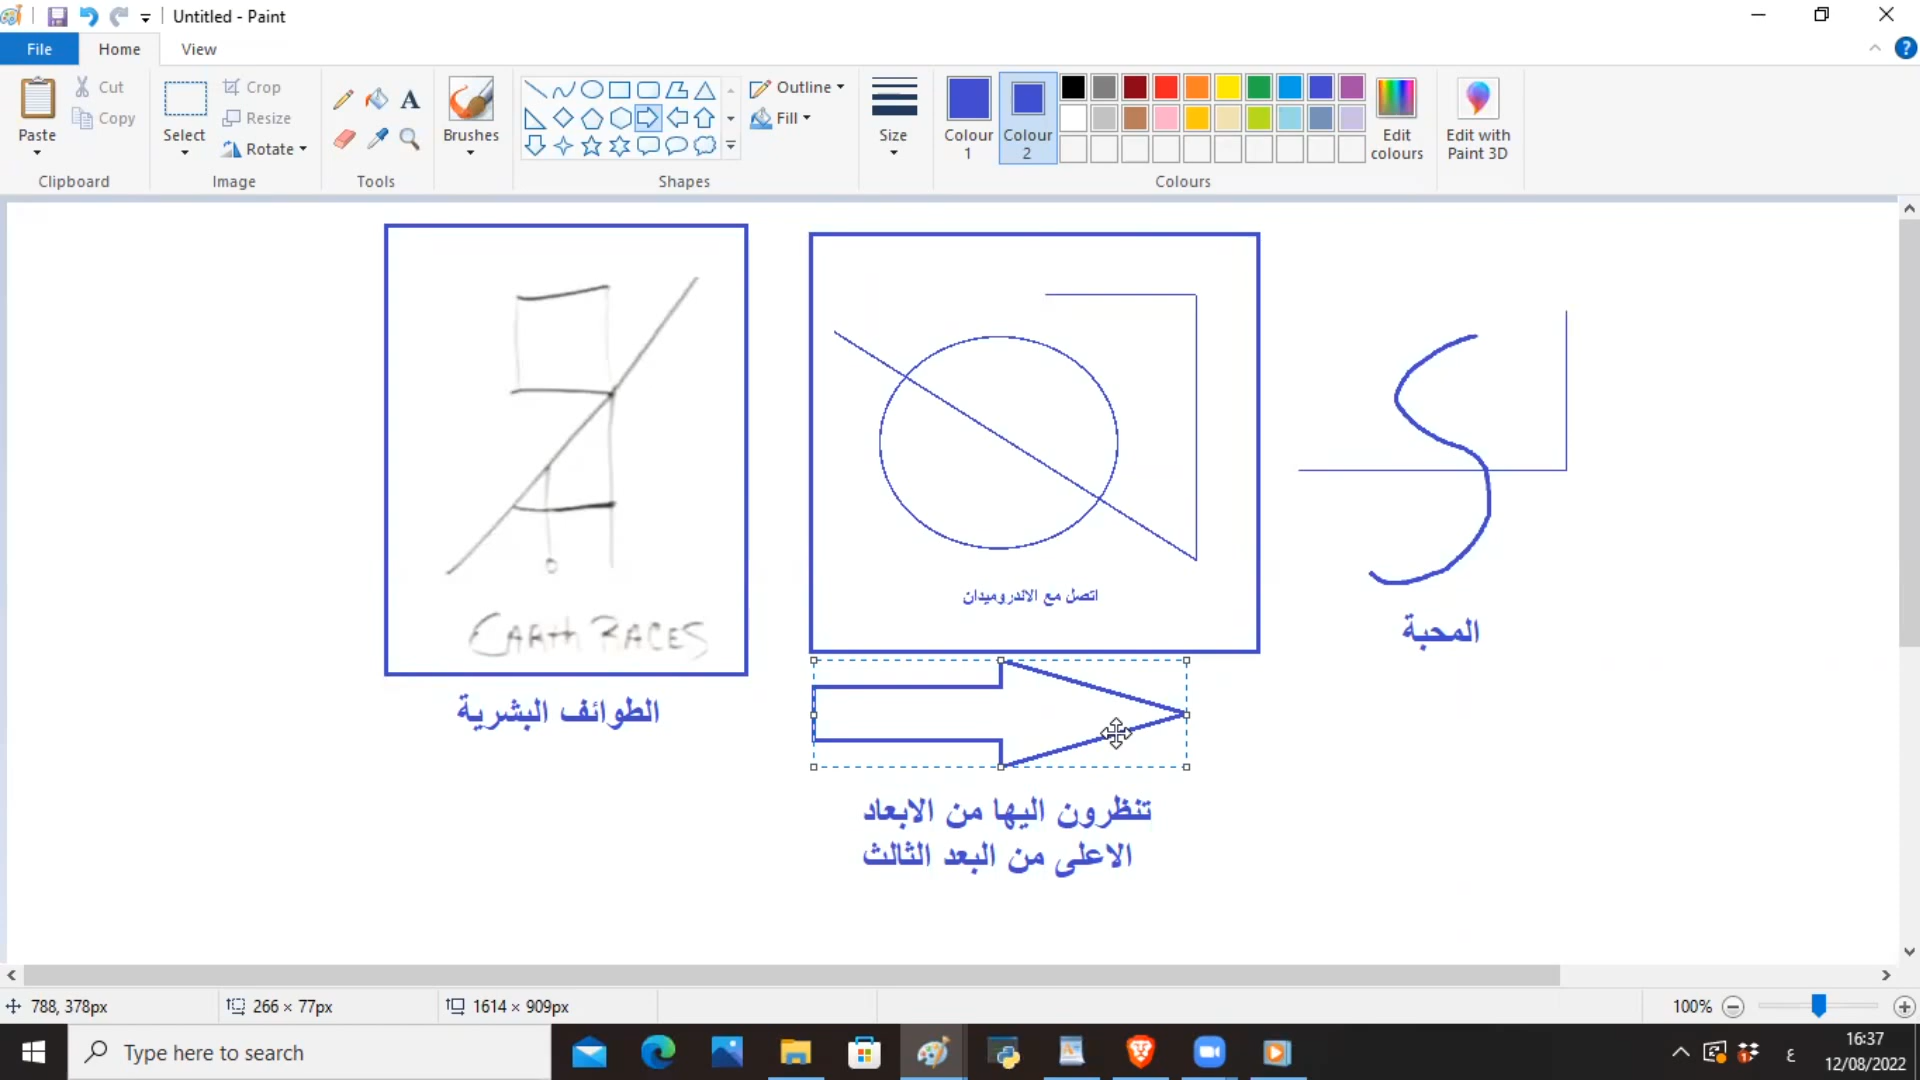 Untitled - Paint
File
Home
View
Paste
Cut
Copy
Clipboard
Select
Crop
Resize
Rotate
Image
A
Tools
Brushes
Outline
Fill
Shapes
Size
Colour 1
Colour 2
Edit colours
Colours
Edit with Paint 3D
EARTH RACES
الطوائف البشرية
اتصل مع الاندروميدان
المحبة
تنظرون اليها من الابعاد
الاعلى من البعد الثالث
788, 378px
266 × 77px
1614 × 909px
100%
Type here to search
ع
16:37
12/08/2022